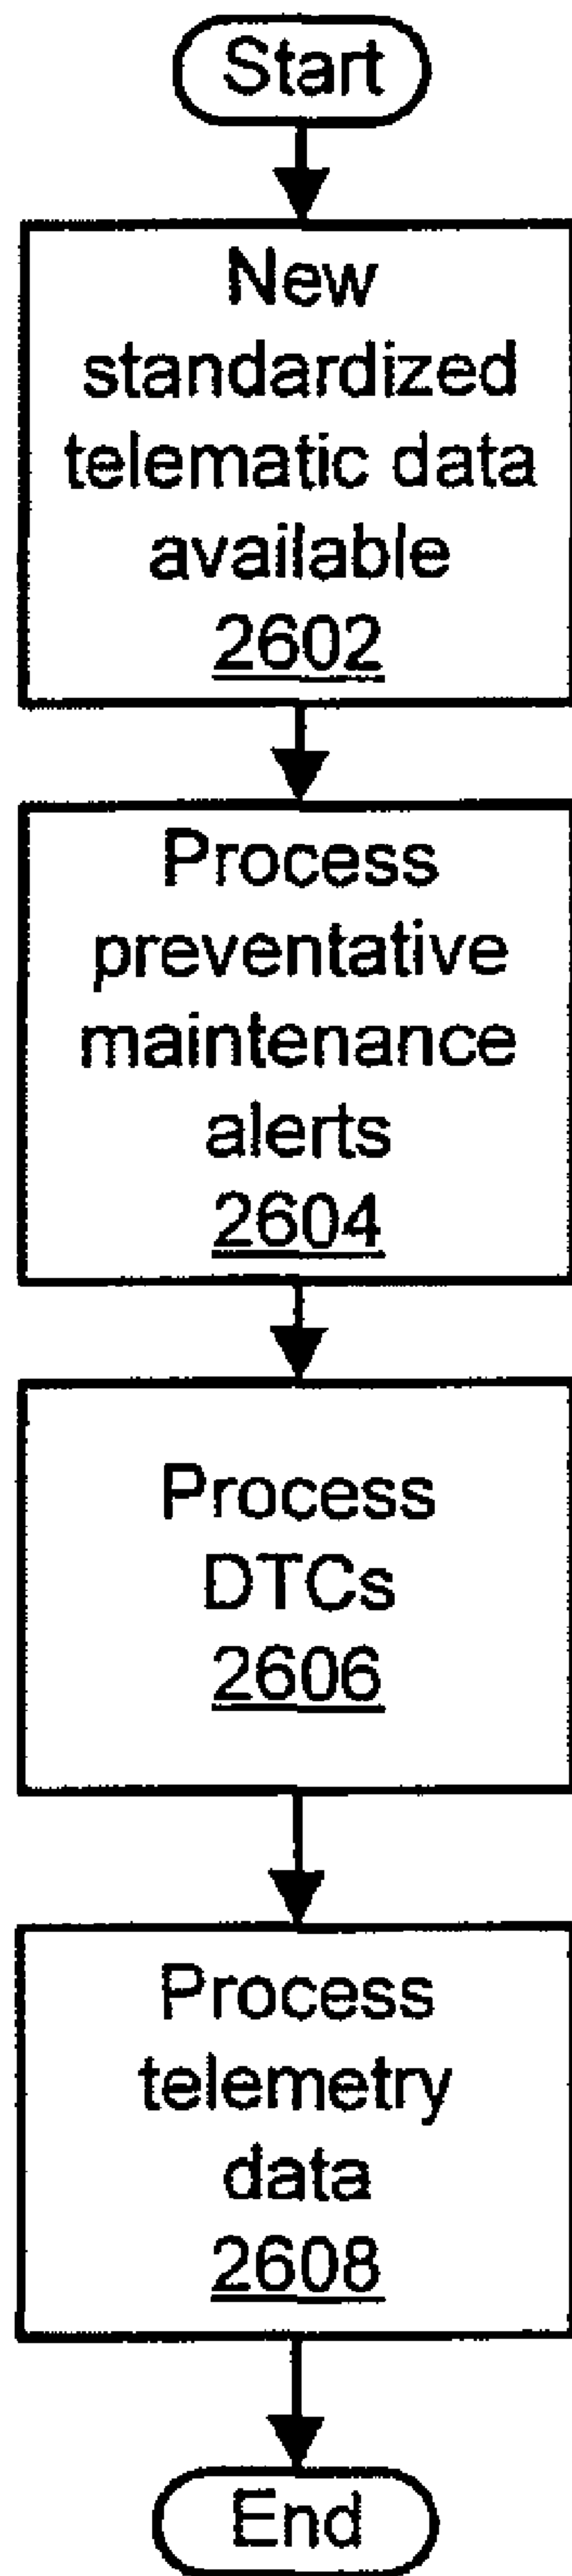 Start
New
standardized
telematic data
available
2602
Process
preventative
maintenance
alerts
2604
Process
DTCs
2606
Process
telemetry
data
2608
End